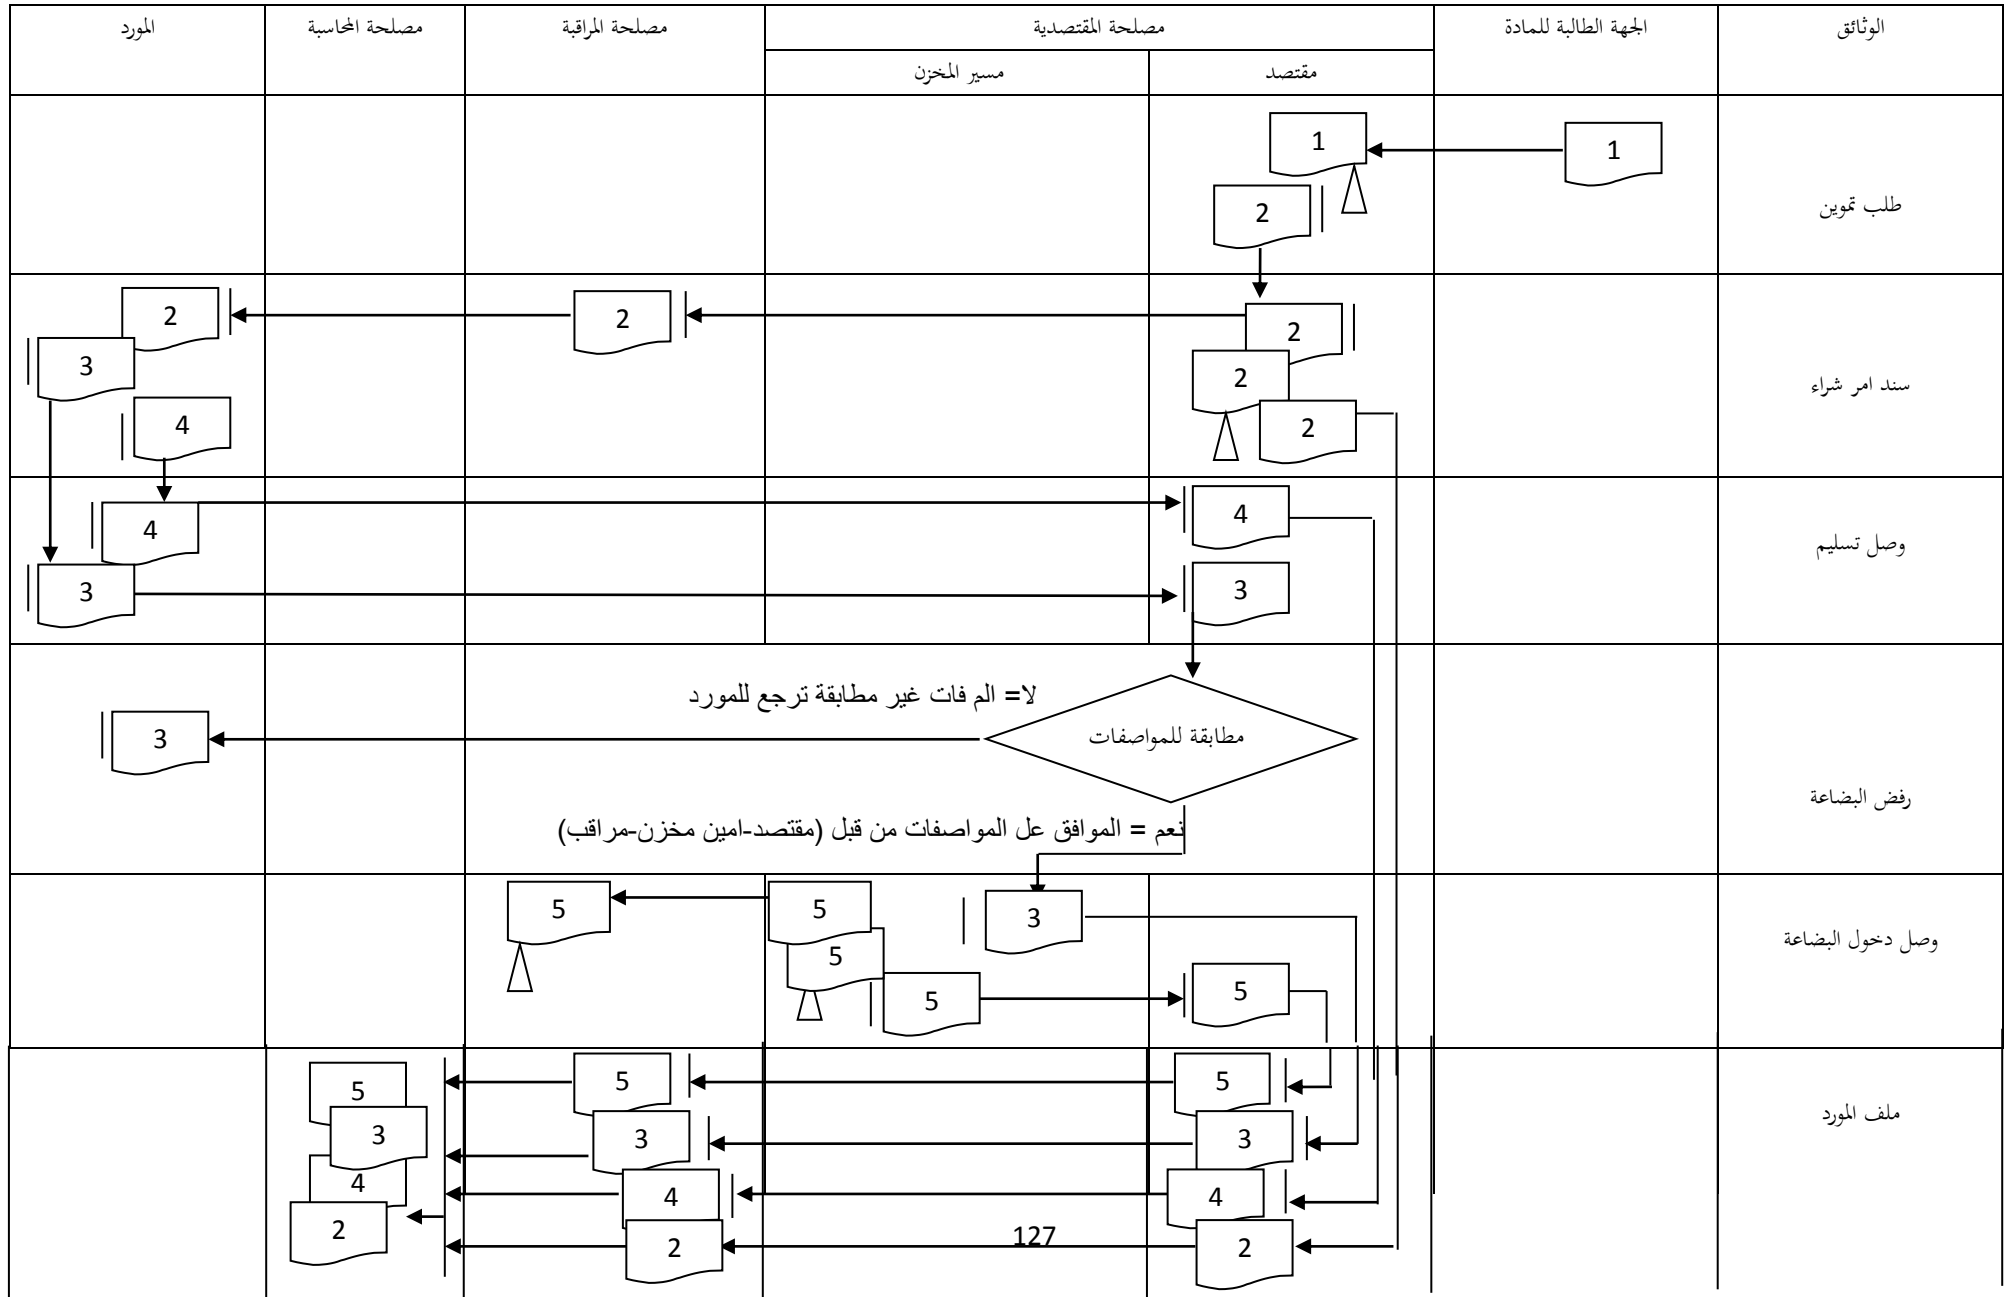 الوثائق
الجهة الطالبة للمادة
مصلحة المقتصدية
مصلحة المراقبة
مصلحة المحاسبة
المورد
مقتصد
مسير المخزن
1
1
2
طلب تموين
2
2
2
2
2
3
4
سند امر شراء
4
4
3
3
وصل تسليم
لا= الم فات غير مطابقة ترجع للمورد
مطابقة للمواصفات
3
رفض البضاعة
نعم = الموافق عل المواصفات من قبل (مقتصد-امين مخزن-مراقب)
3
5
5
5
5
5
وصل دخول البضاعة
5
5
5
3
3
3
ملف المورد
4
4
4
2
2
2
127